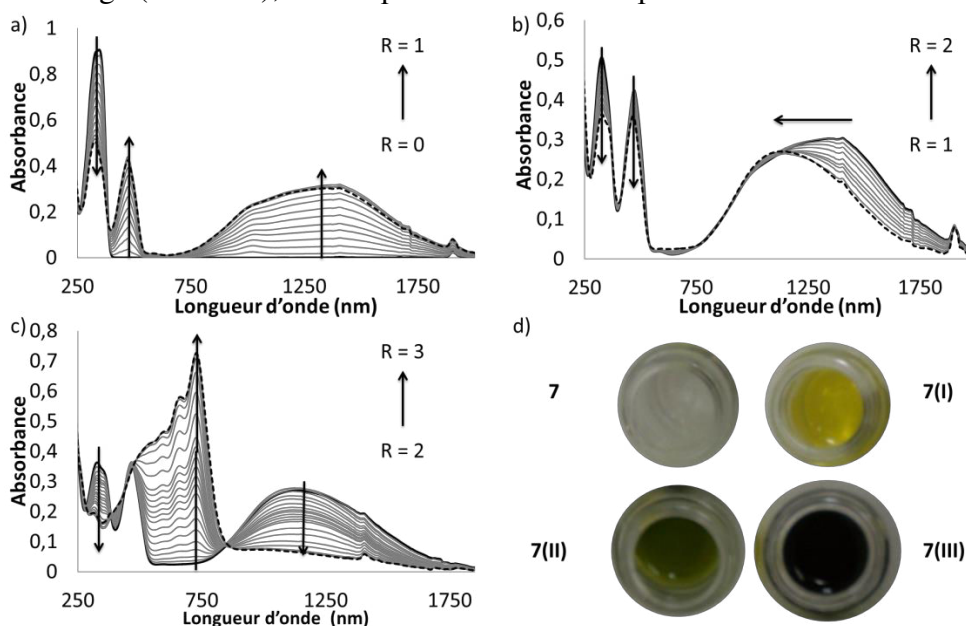 a)
1
0,8
0,6
0,4
0,2
0
Absorbance
R = 1
R = 0
250 750 1250 1750
Longueur d'onde (nm)
b)
0,6
0,5
0,4
0,3
0,2
0,1
0
Absorbance
R = 2
R = 1
250 750 1250 1750
Longueur d'onde (nm)
c)
0,8
0,7
0,6
0,5
0,4
0,3
0,2
0,1
0
Absorbance
R = 3
R = 2
250 750 1250 1750
Longueur d'onde (nm)
d)
7 7(I)
7(II) 7(III)